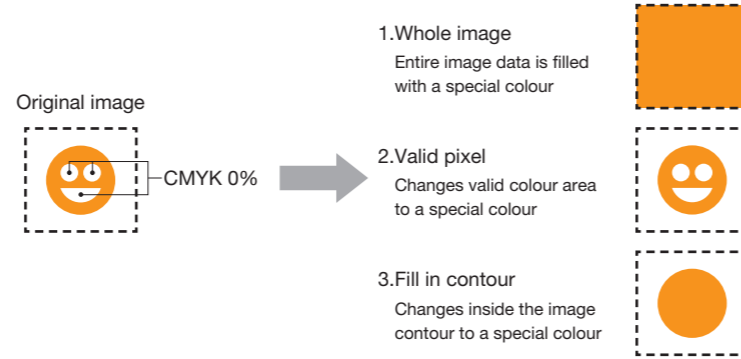 Original image
CMYK 0%
1.Whole image
Entire image data is filled
with a special colour
2.Valid pixel
Changes valid colour area
to a special colour
3.Fill in contour
Changes inside the image
contour to a special colour